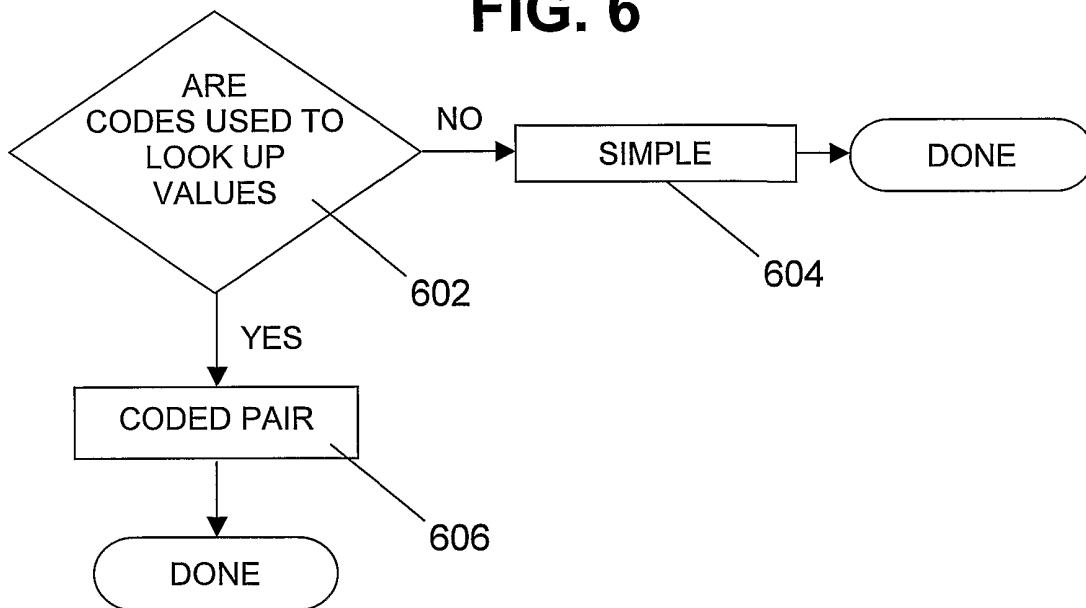 FIG. 6
ARE
CODES USED TO
LOOK UP
VALUES
NO
SIMPLE
DONE
602
604
YES
CODED PAIR
606
DONE